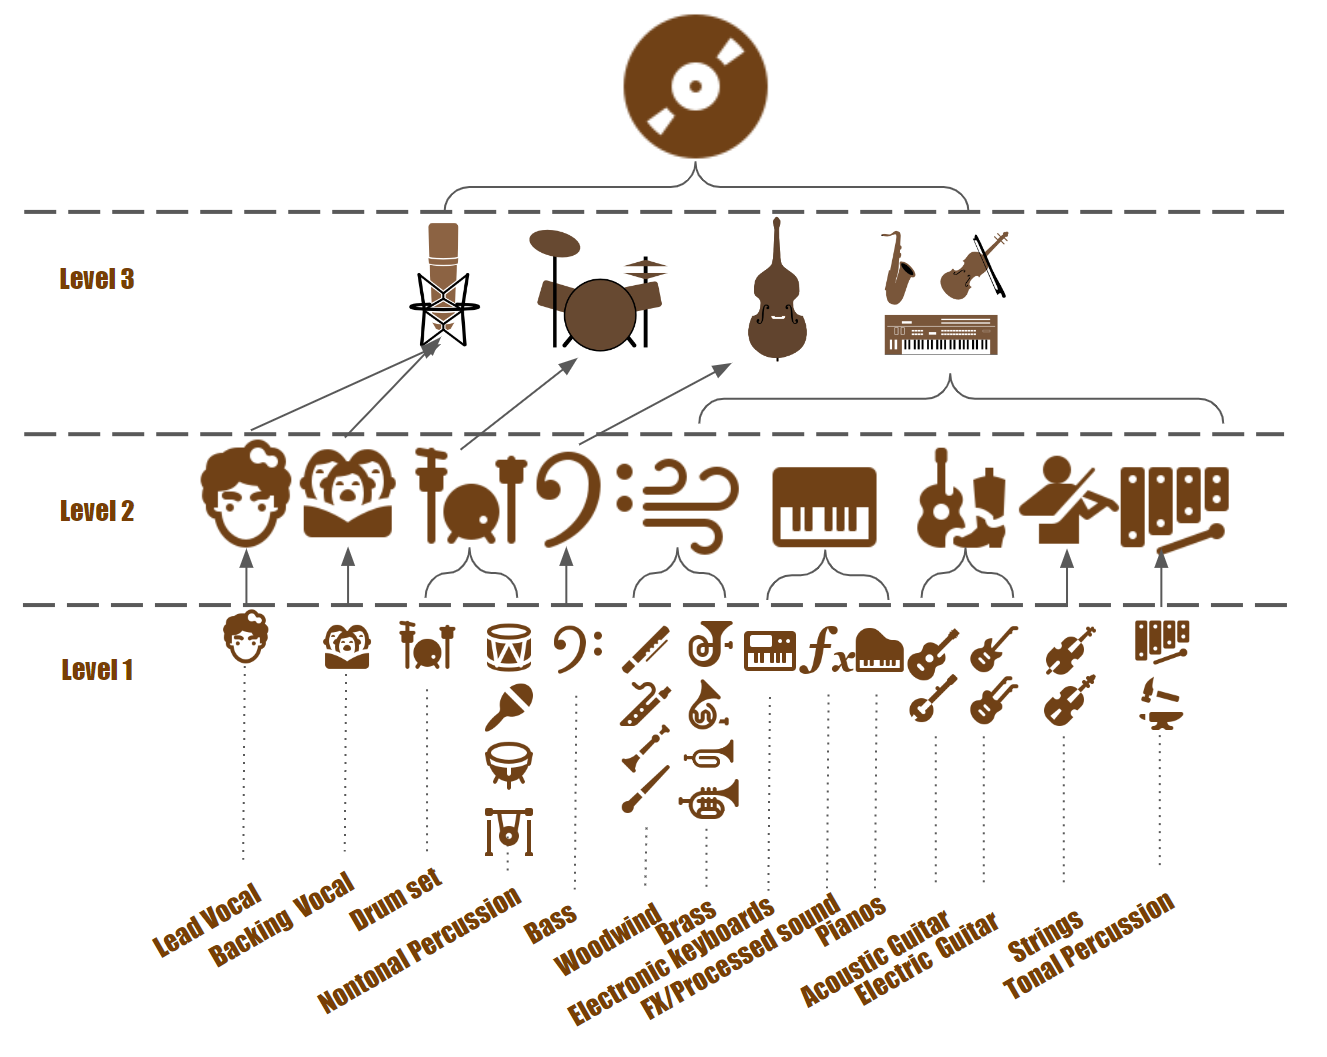 Level 3
Level 2
Level 1
fx
Lead Vocal
Backing Vocal
Drum set
Nontonal Percussion
Bass
Woodwind
Brass
Electronic keyboards
FX/Processed sound
Pianos
Acoustic Guitar
Electric Guitar
Strings
Tonal Percussion